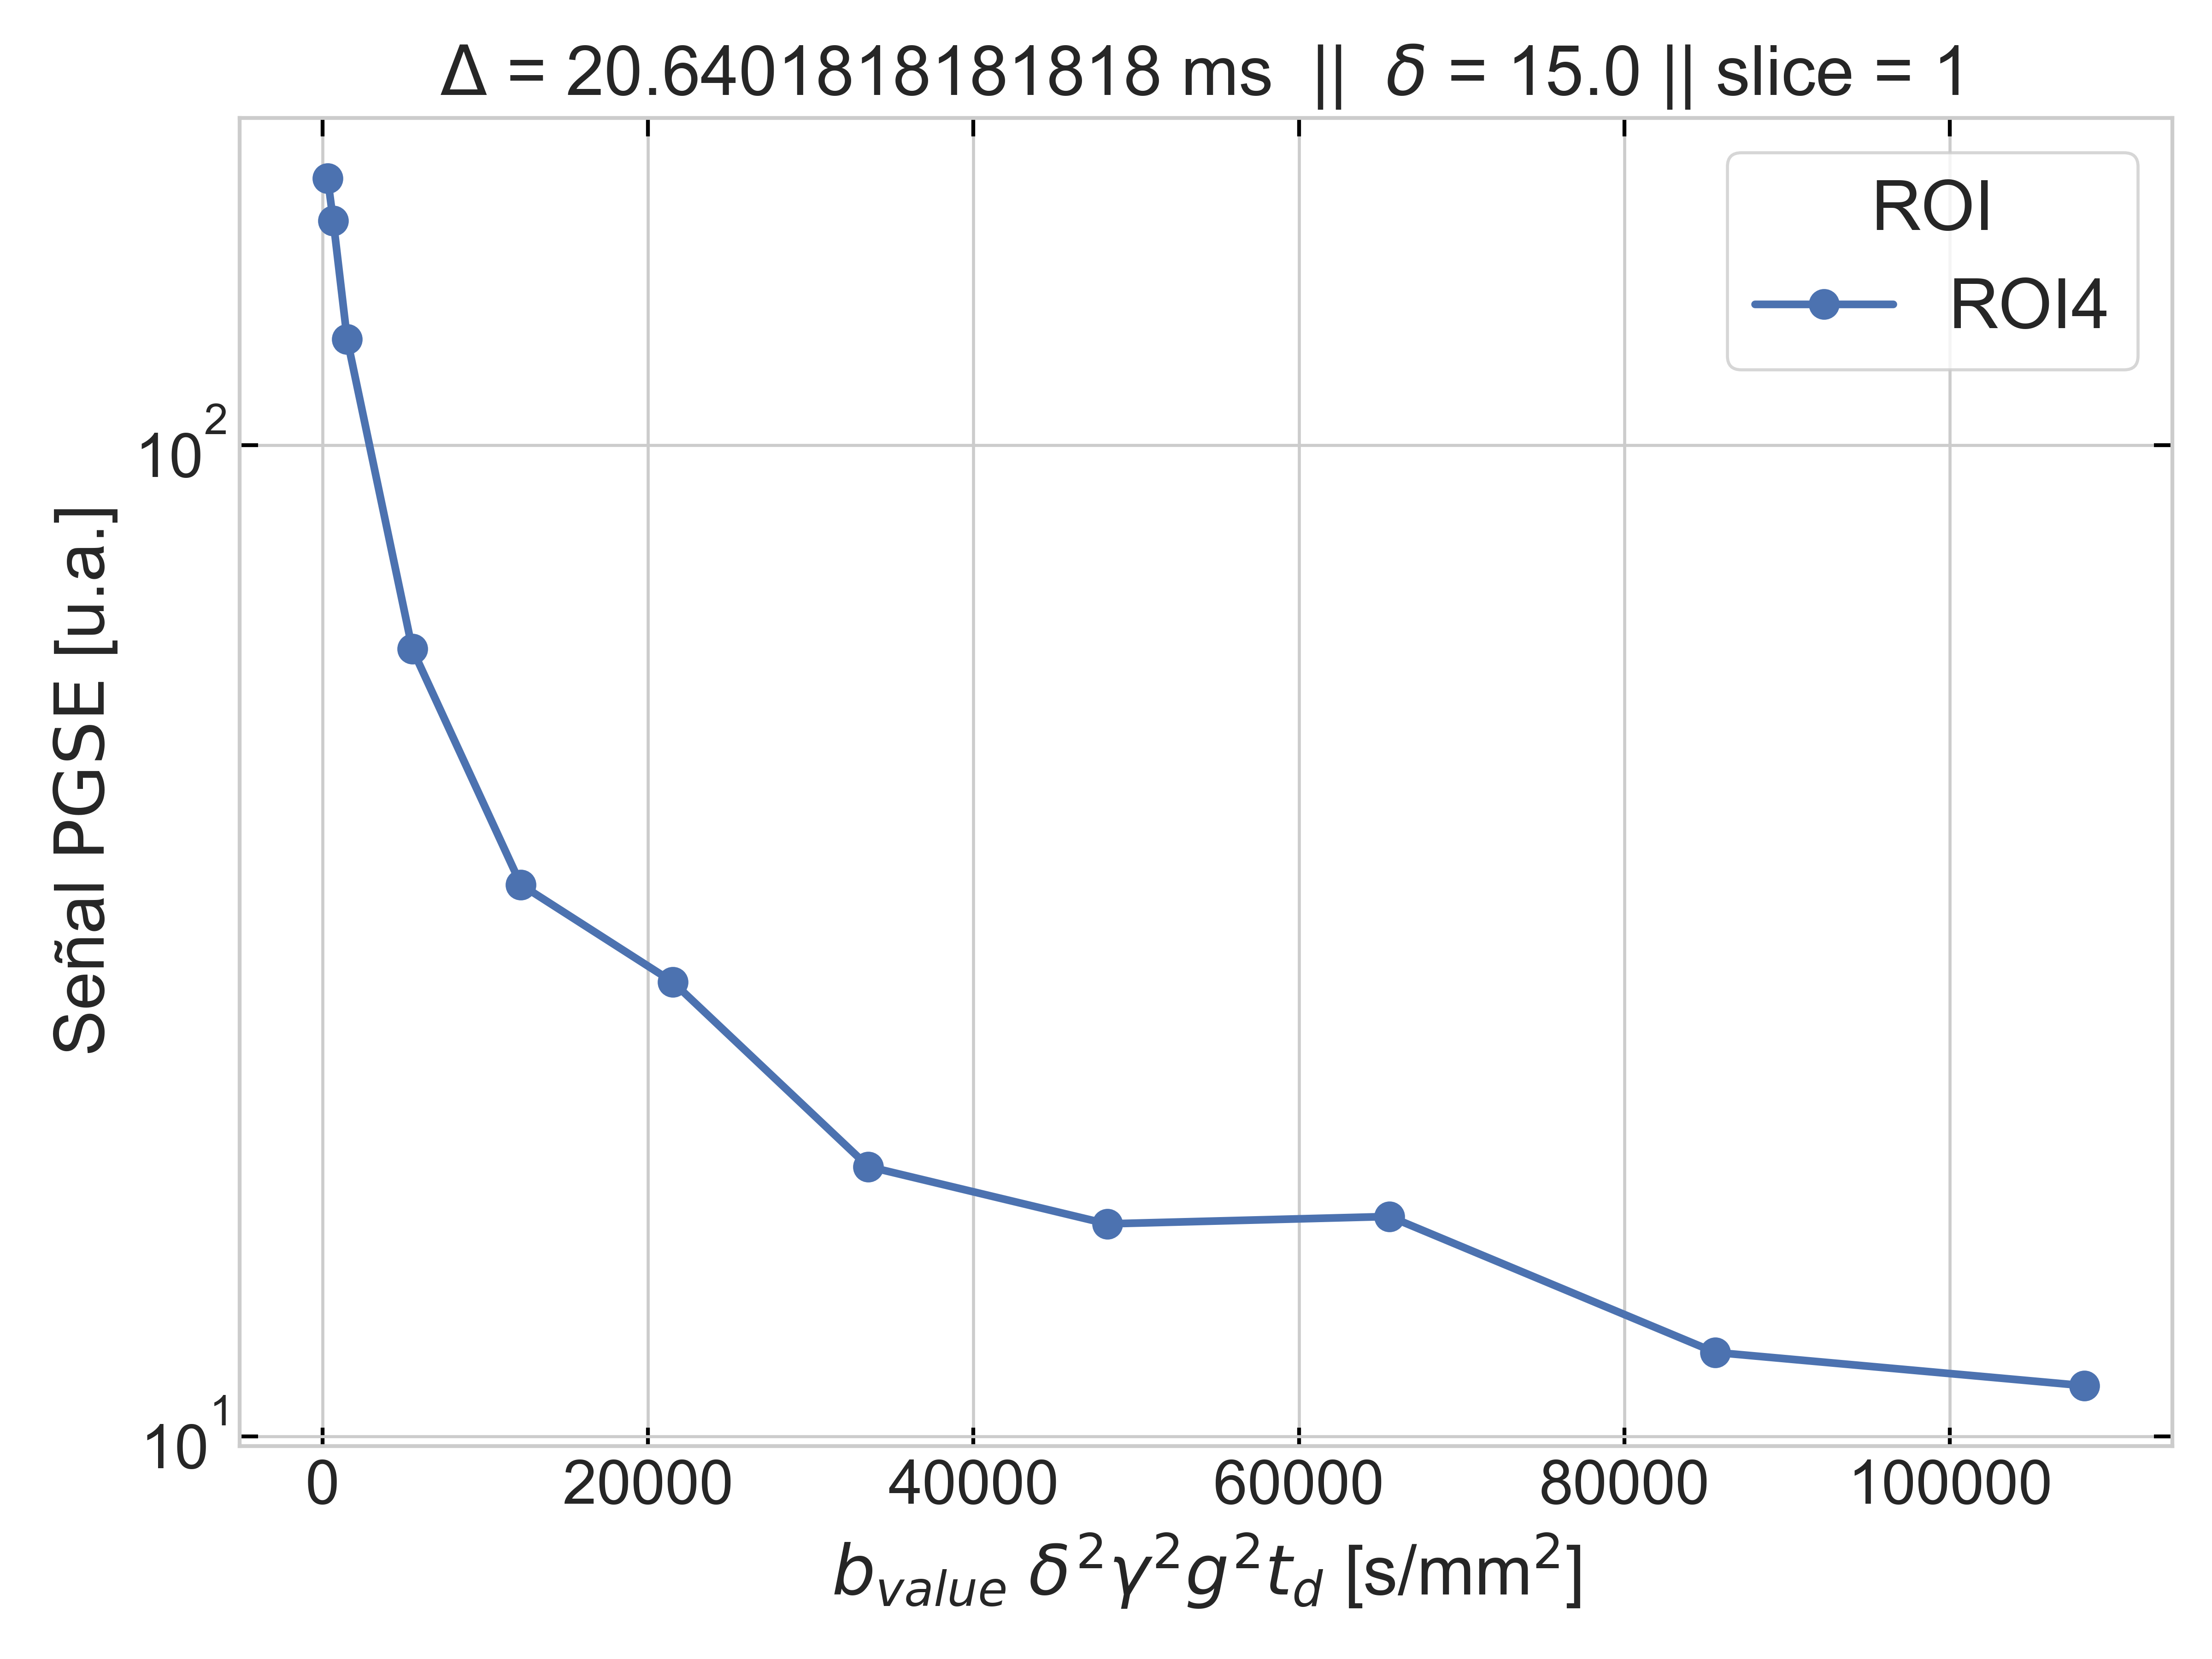 Δ = 20.640181818181818 ms || δ = 15.0 || slice = 1
ROI
ROI4
10²
10¹
Señal PGSE [u.a.]
0 20000 40000 60000 80000 100000
b_value δ²γ²g²t_d [s/mm²]